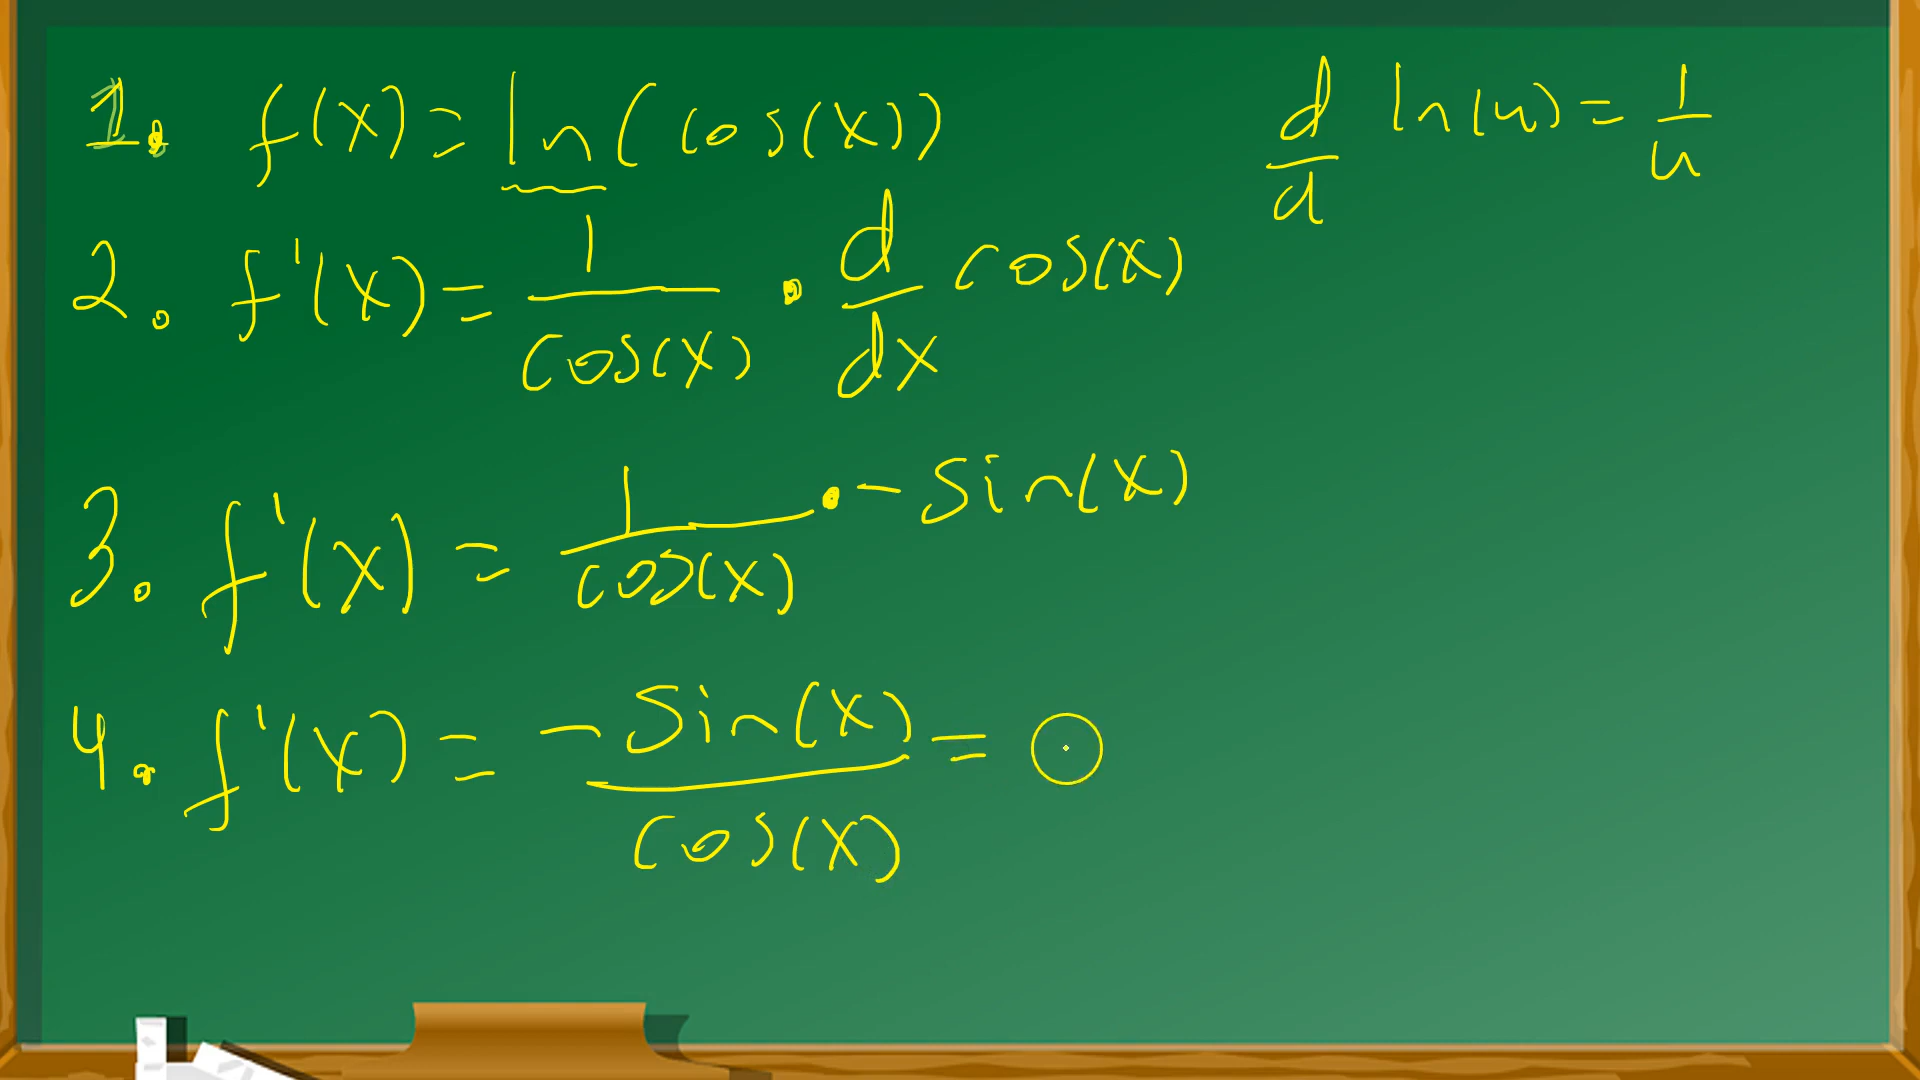 1. f(x) = ln(cos(x))
d/d ln(u) = 1/u
2. f'(x) = 1/cos(x) · d/dx cos(x)
3. f'(x) = 1/cos(x) · -sin(x)
4. f'(x) = -sin(x)/cos(x) =